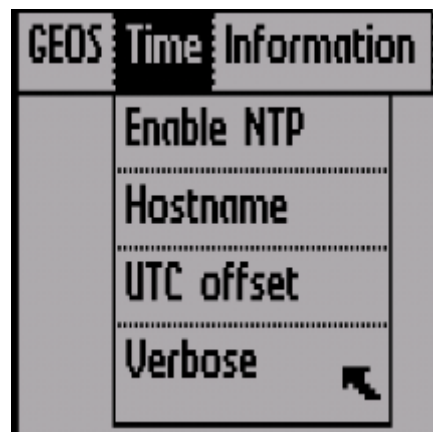 GEOS Time Information
Enable NTP
Hostname
UTC offset
Verbose